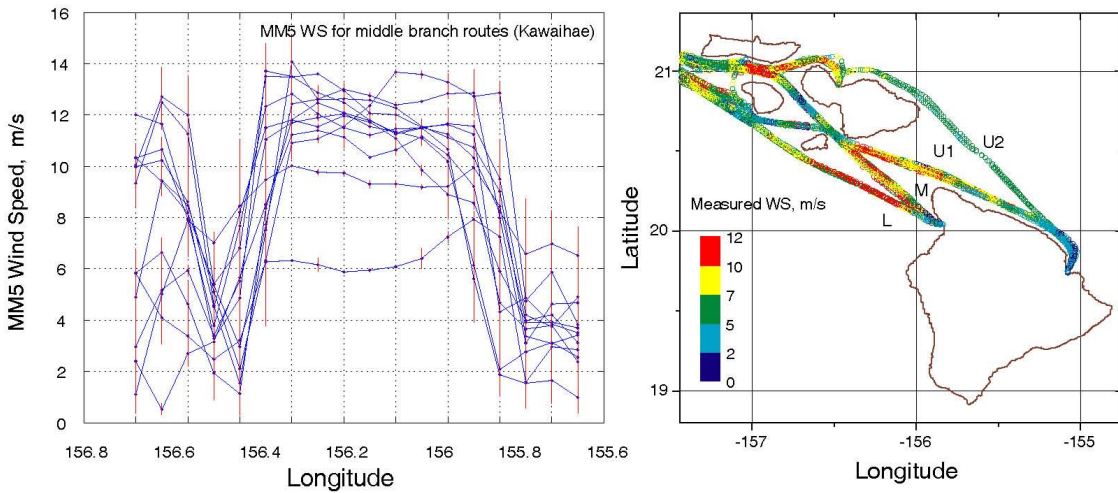 MM5 WS for middle branch routes (Kawaihae)
16
14
12
10
8
6
4
2
0
MM5 Wind Speed, m/s
156.8
156.6
156.4
156.2
156
155.8
155.6
Longitude
21
20
19
Latitude
U1
U2
M
L
Measured WS, m/s
12
10
7
5
2
0
-157
-156
-155
Longitude